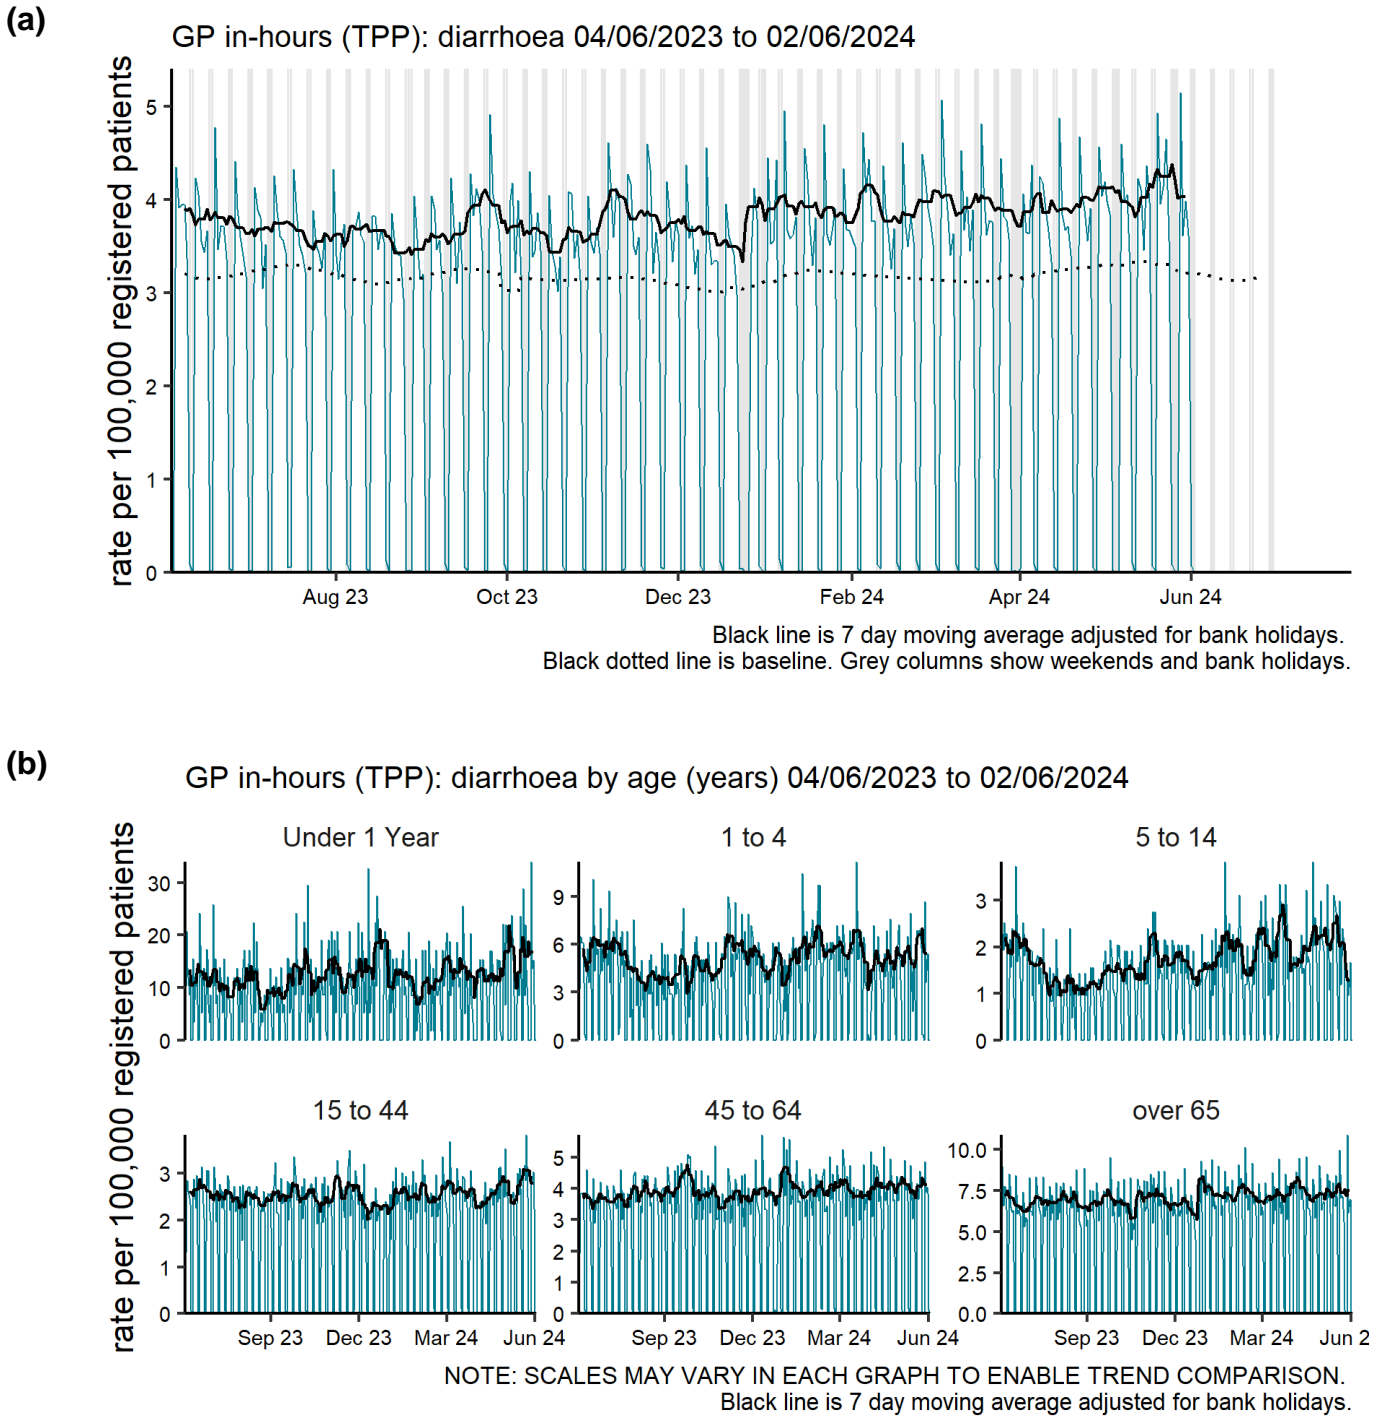 (a)
GP in-hours (TPP): diarrhoea 04/06/2023 to 02/06/2024
rate per 100,000 registered patients
5
4
3
2
1
0
Aug 23
Oct 23
Dec 23
Feb 24
Apr 24
Jun 24
Black line is 7 day moving average adjusted for bank holidays.
Black dotted line is baseline. Grey columns show weekends and bank holidays.
(b)
GP in-hours (TPP): diarrhoea by age (years) 04/06/2023 to 02/06/2024
rate per 100,000 registered patients
Under 1 Year
30
20
10
0
1 to 4
9
6
3
0
5 to 14
3
2
1
0
15 to 44
3
2
1
0
Sep 23
Dec 23
Mar 24
Jun 24
45 to 64
5
4
3
2
1
0
Sep 23
Dec 23
Mar 24
Jun 24
over 65
10.0
7.5
5.0
2.5
0.0
Sep 23
Dec 23
Mar 24
Jun 2
NOTE: SCALES MAY VARY IN EACH GRAPH TO ENABLE TREND COMPARISON.
Black line is 7 day moving average adjusted for bank holidays.